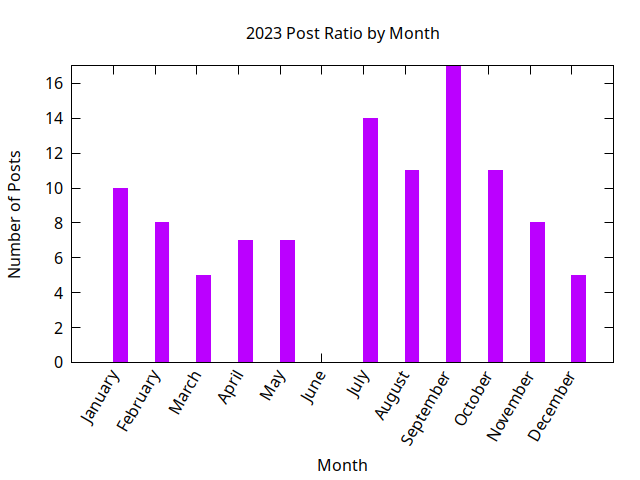 2023 Post Ratio by Month
Number of Posts
16
14
12
10
8
6
4
2
0
January
February
March
April
May
June
July
August
September
October
November
December
Month